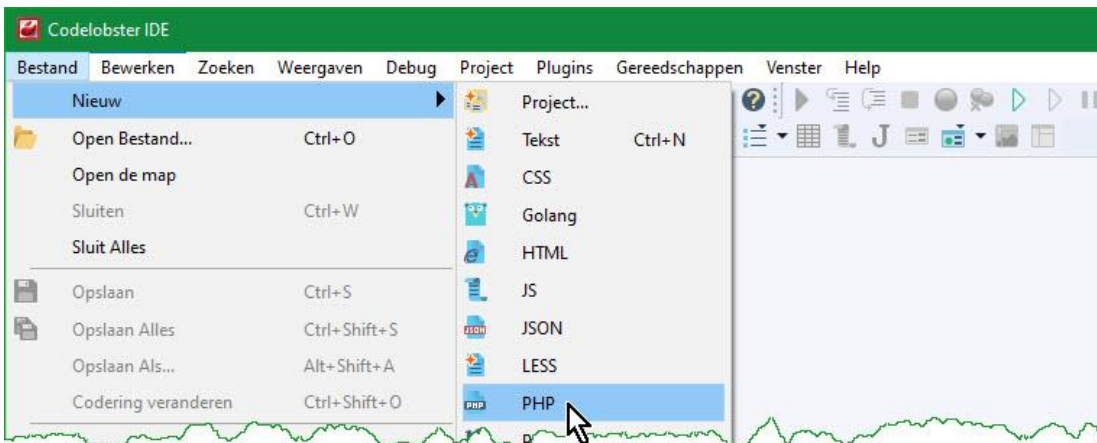 Codelobster IDE
Bestand Bewerken Zoeken Weergaven Debug Project Plugins Gereedschappen Venster Help
Nieuw
Open Bestand... Ctrl+O
Open de map
Sluiten Ctrl+W
Sluit Alles
Opslaan Ctrl+S
Opslaan Alles Ctrl+Shift+S
Opslaan Als... Alt+Shift+A
Codering veranderen Ctrl+Shift+O
Project...
Tekst Ctrl+N
CSS
Golang
HTML
JS
JSON
LESS
PHP